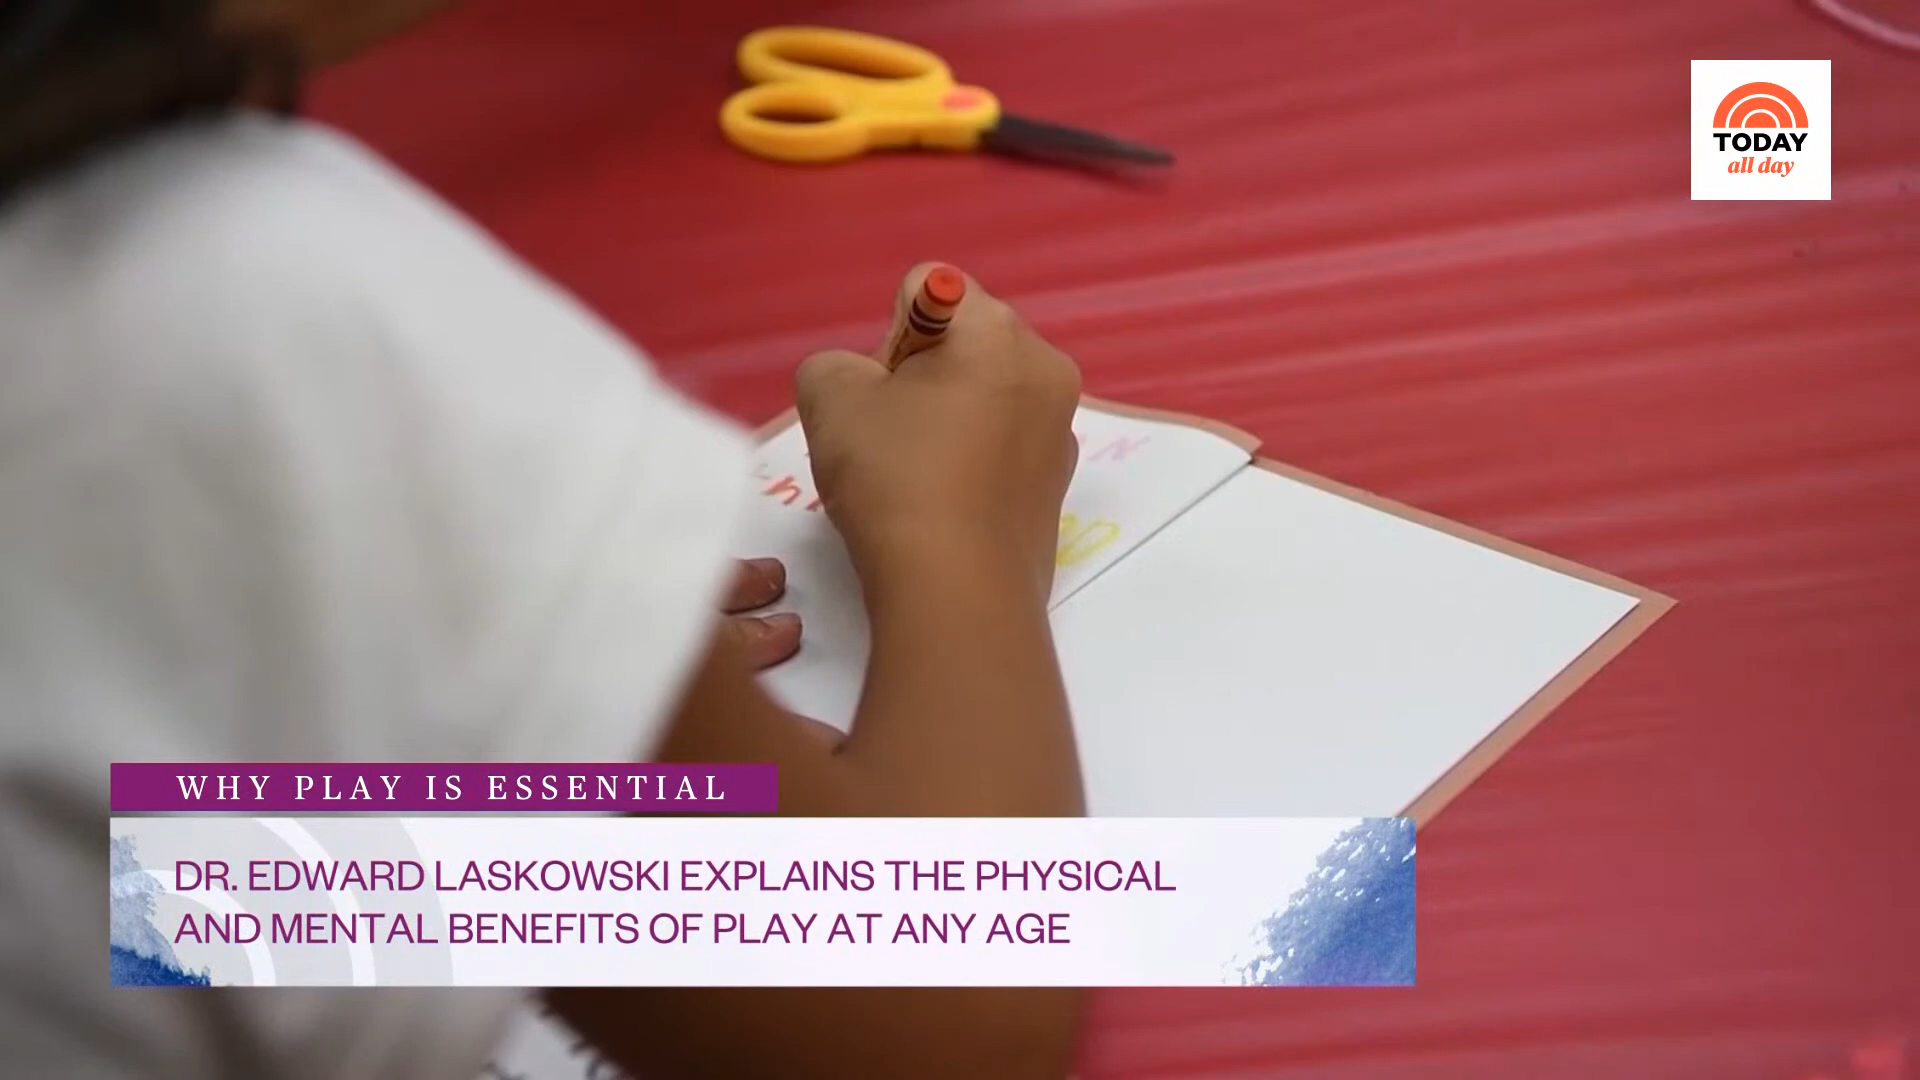 TODAY
all day
WHY PLAY IS ESSENTIAL
DR. EDWARD LASKOWSKI EXPLAINS THE PHYSICAL
AND MENTAL BENEFITS OF PLAY AT ANY AGE